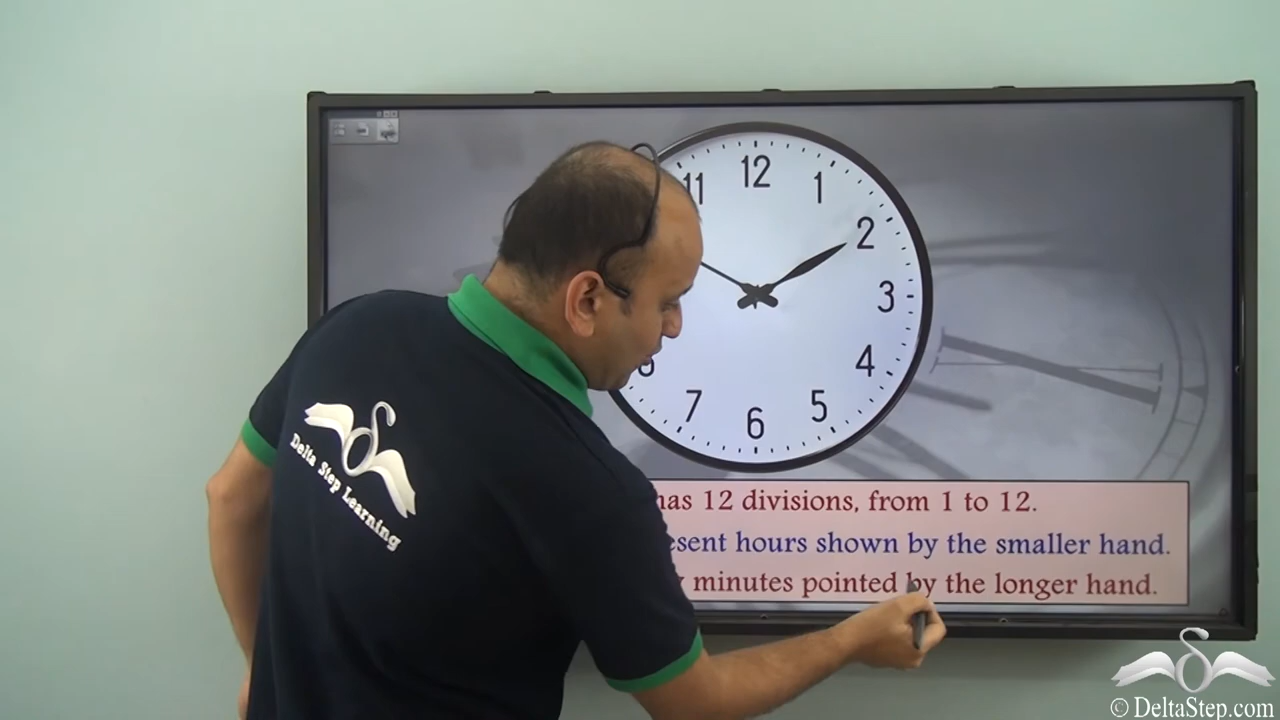 12
11
1
2
3
4
5
6
7
has 12 divisions, from 1 to 12.
hours shown by the smaller hand.
minutes pointed by the longer hand.
Delta Step Learning
© DeltaStep.com